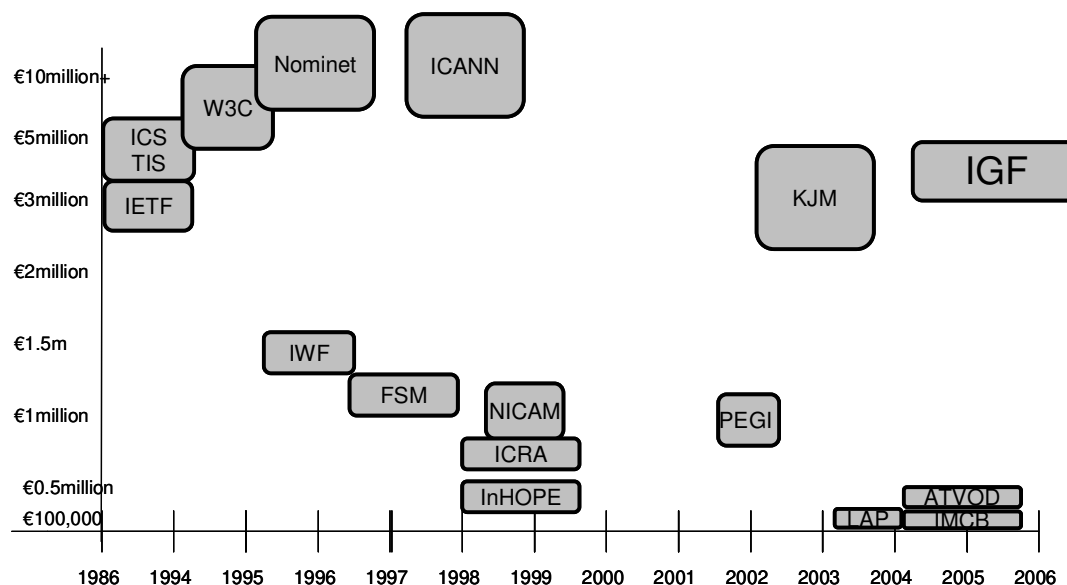 €10million+
Nominet
ICANN
W3C
€5million
ICS
TIS
IGF
€3million
IETF
KJM
€2million
€1.5m
IWF
FSM
€1million
NICAM
PEGI
ICRA
€0.5million
InHOPE
ATVOD
€100,000
LAP
IMCB
1986 1994 1995 1996 1997 1998 1999 2000 2001 2002 2003 2004 2005 2006